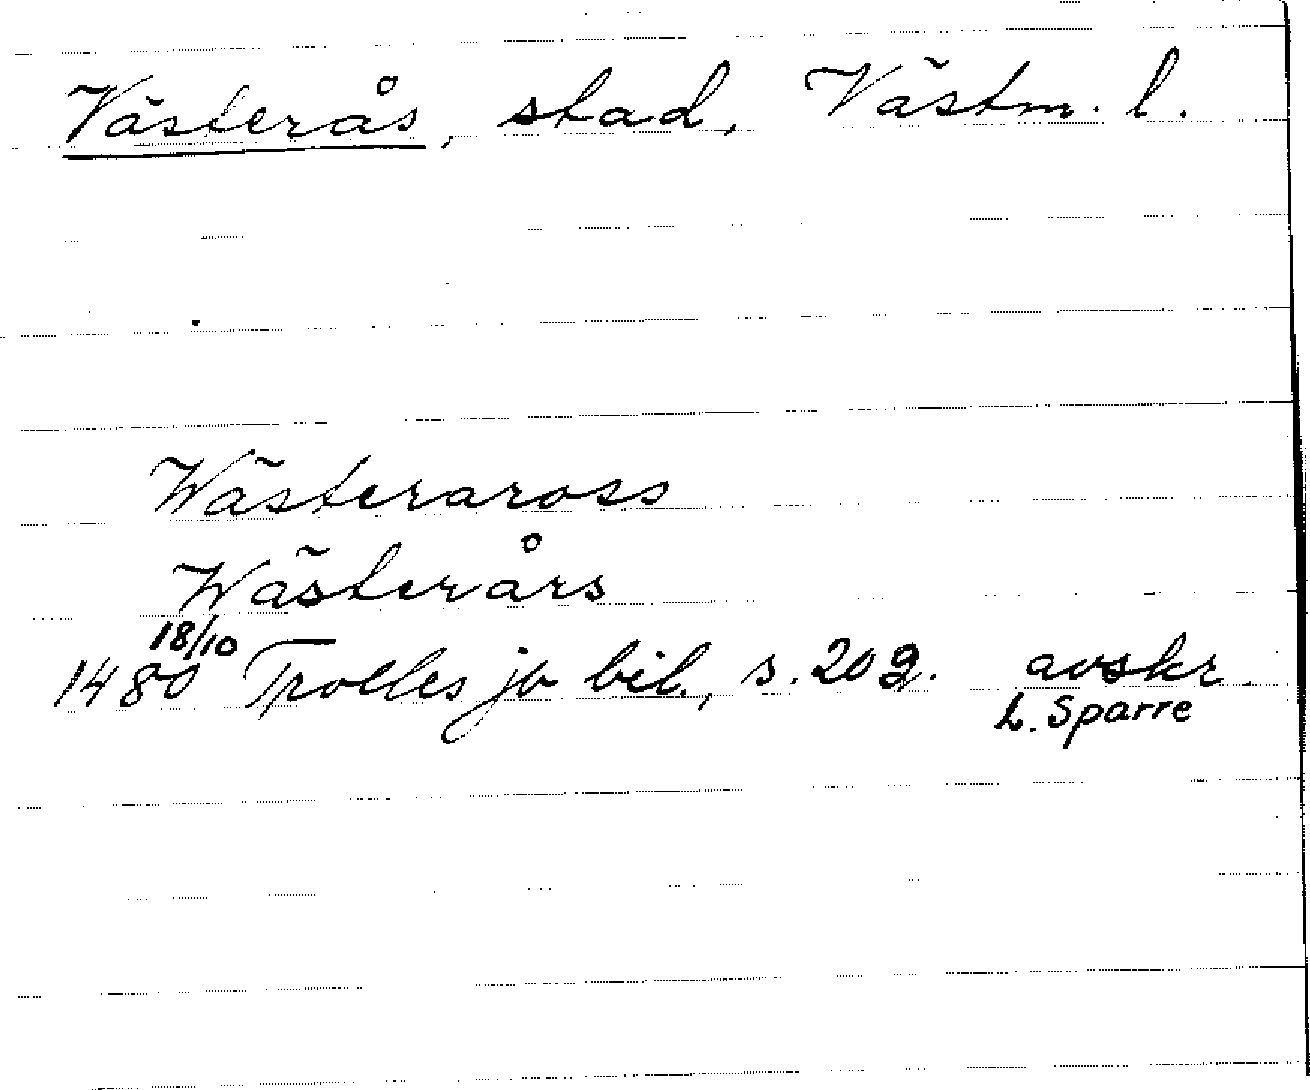 Västerås, stad, Västm. l.
Wästeraross
Wästerårs
18/10
1480 Trolles jb bil., s. 202. avskr.
L. Sparre